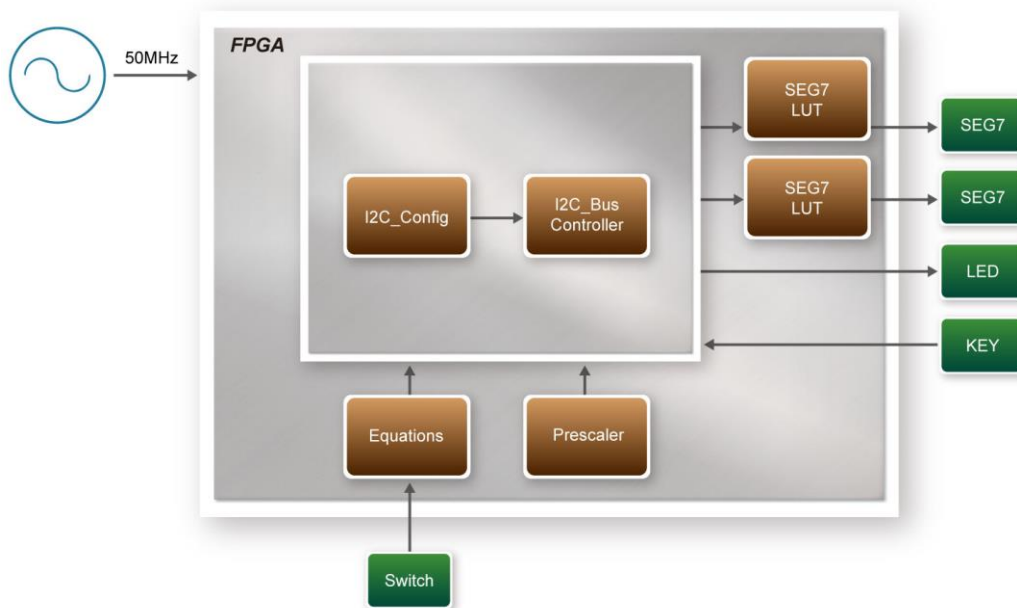 FPGA
50MHz
SEG7
LUT
SEG7
SEG7
LUT
SEG7
I2C_Config
I2C_Bus
Controller
LED
KEY
Equations
Prescaler
Switch